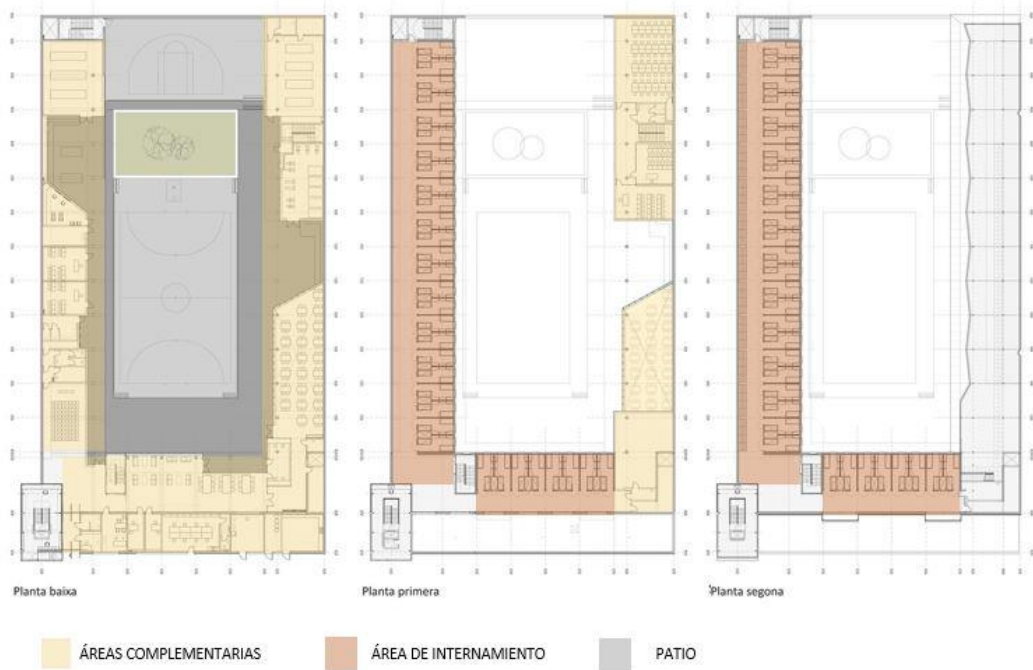 Planta baixa
Planta primera
Planta segona
ÁREAS COMPLEMENTARIAS
ÁREA DE INTERNAMIENTO
PATIO